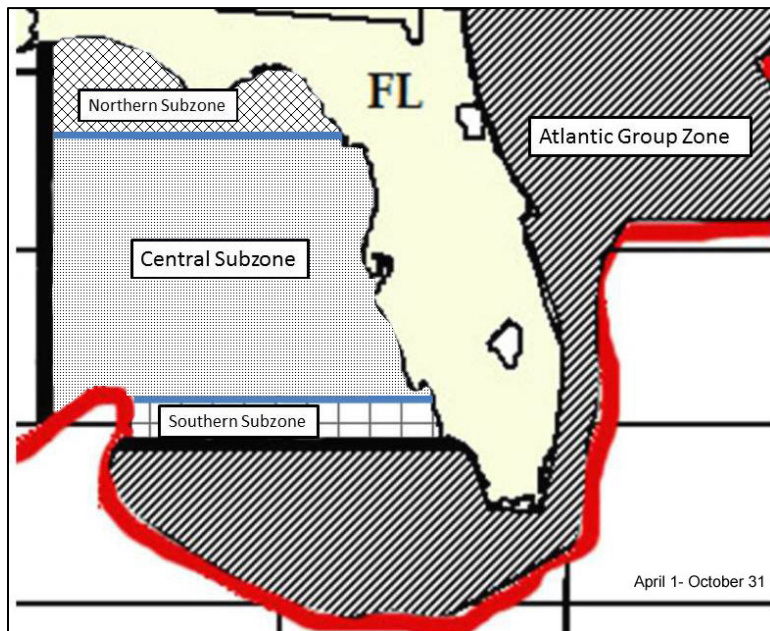 FL
Northern Subzone
Atlantic Group Zone
Central Subzone
Southern Subzone
April 1- October 31